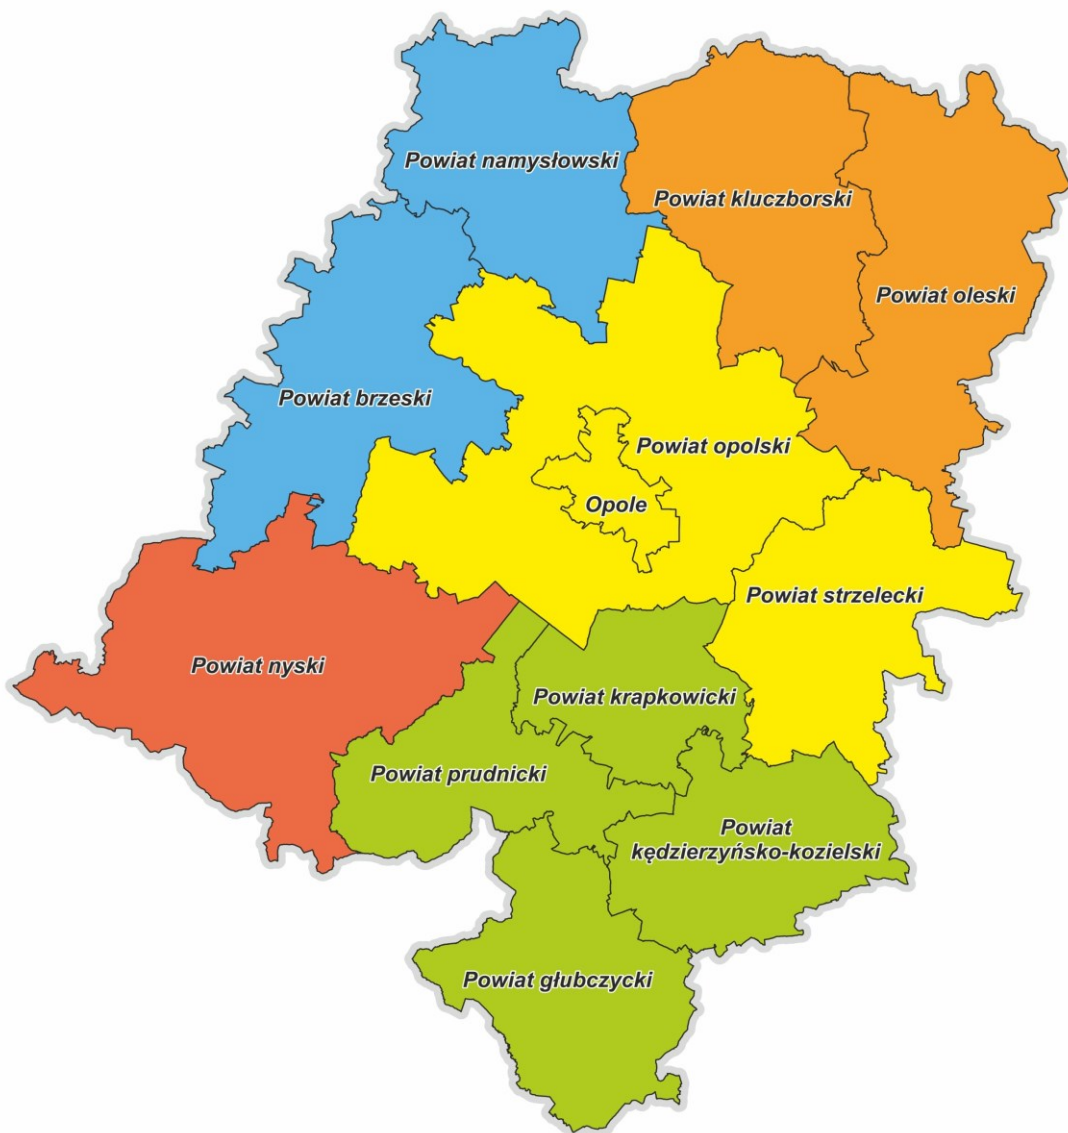 Powiat namysłowski
Powiat kluczborski
Powiat oleski
Powiat brzeski
Powiat opolski
Opole
Powiat strzelecki
Powiat nyski
Powiat krapkowicki
Powiat prudnicki
Powiat
kędzierzyńsko-kozielski
Powiat głubczycki